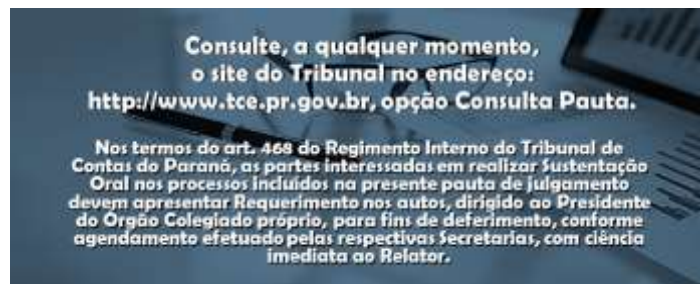 Consulte, a qualquer momento,
o site do Tribunal no endereço:
http://www.tce.pr.gov.br, opção Consulta Pauta.
Nos termos do art. 468 do Regimento Interno do Tribunal de
Contas do Paraná, as partes interessadas em realizar Sustentação
Oral nos processos incluídos na presente pauta de julgamento
devem apresentar Requerimento nos autos, dirigido ao Presidente
do Órgão Colegiado próprio, para fins de deferimento, conforme
agendamento efetuado pelas respectivas Secretarias, com ciência
imediata ao Relator.